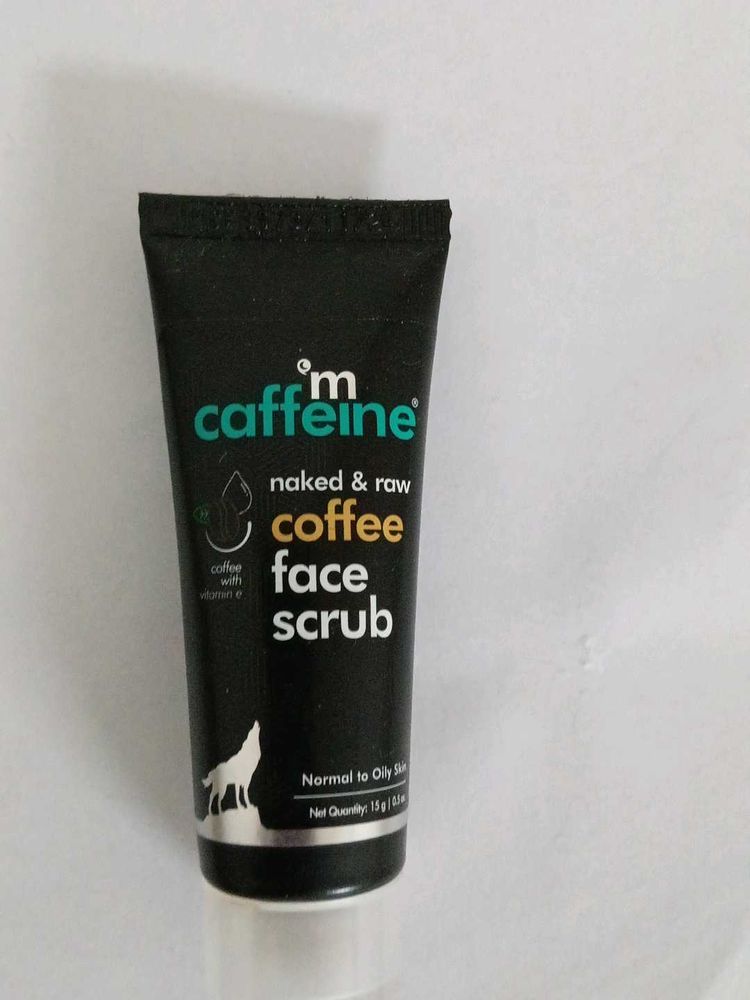 'm
caffeine®
naked & raw
coffee
face
scrub
coffee
with
vitamin e
Normal to Oily Skin
Net Quantity: 15 g | 0.5 oz